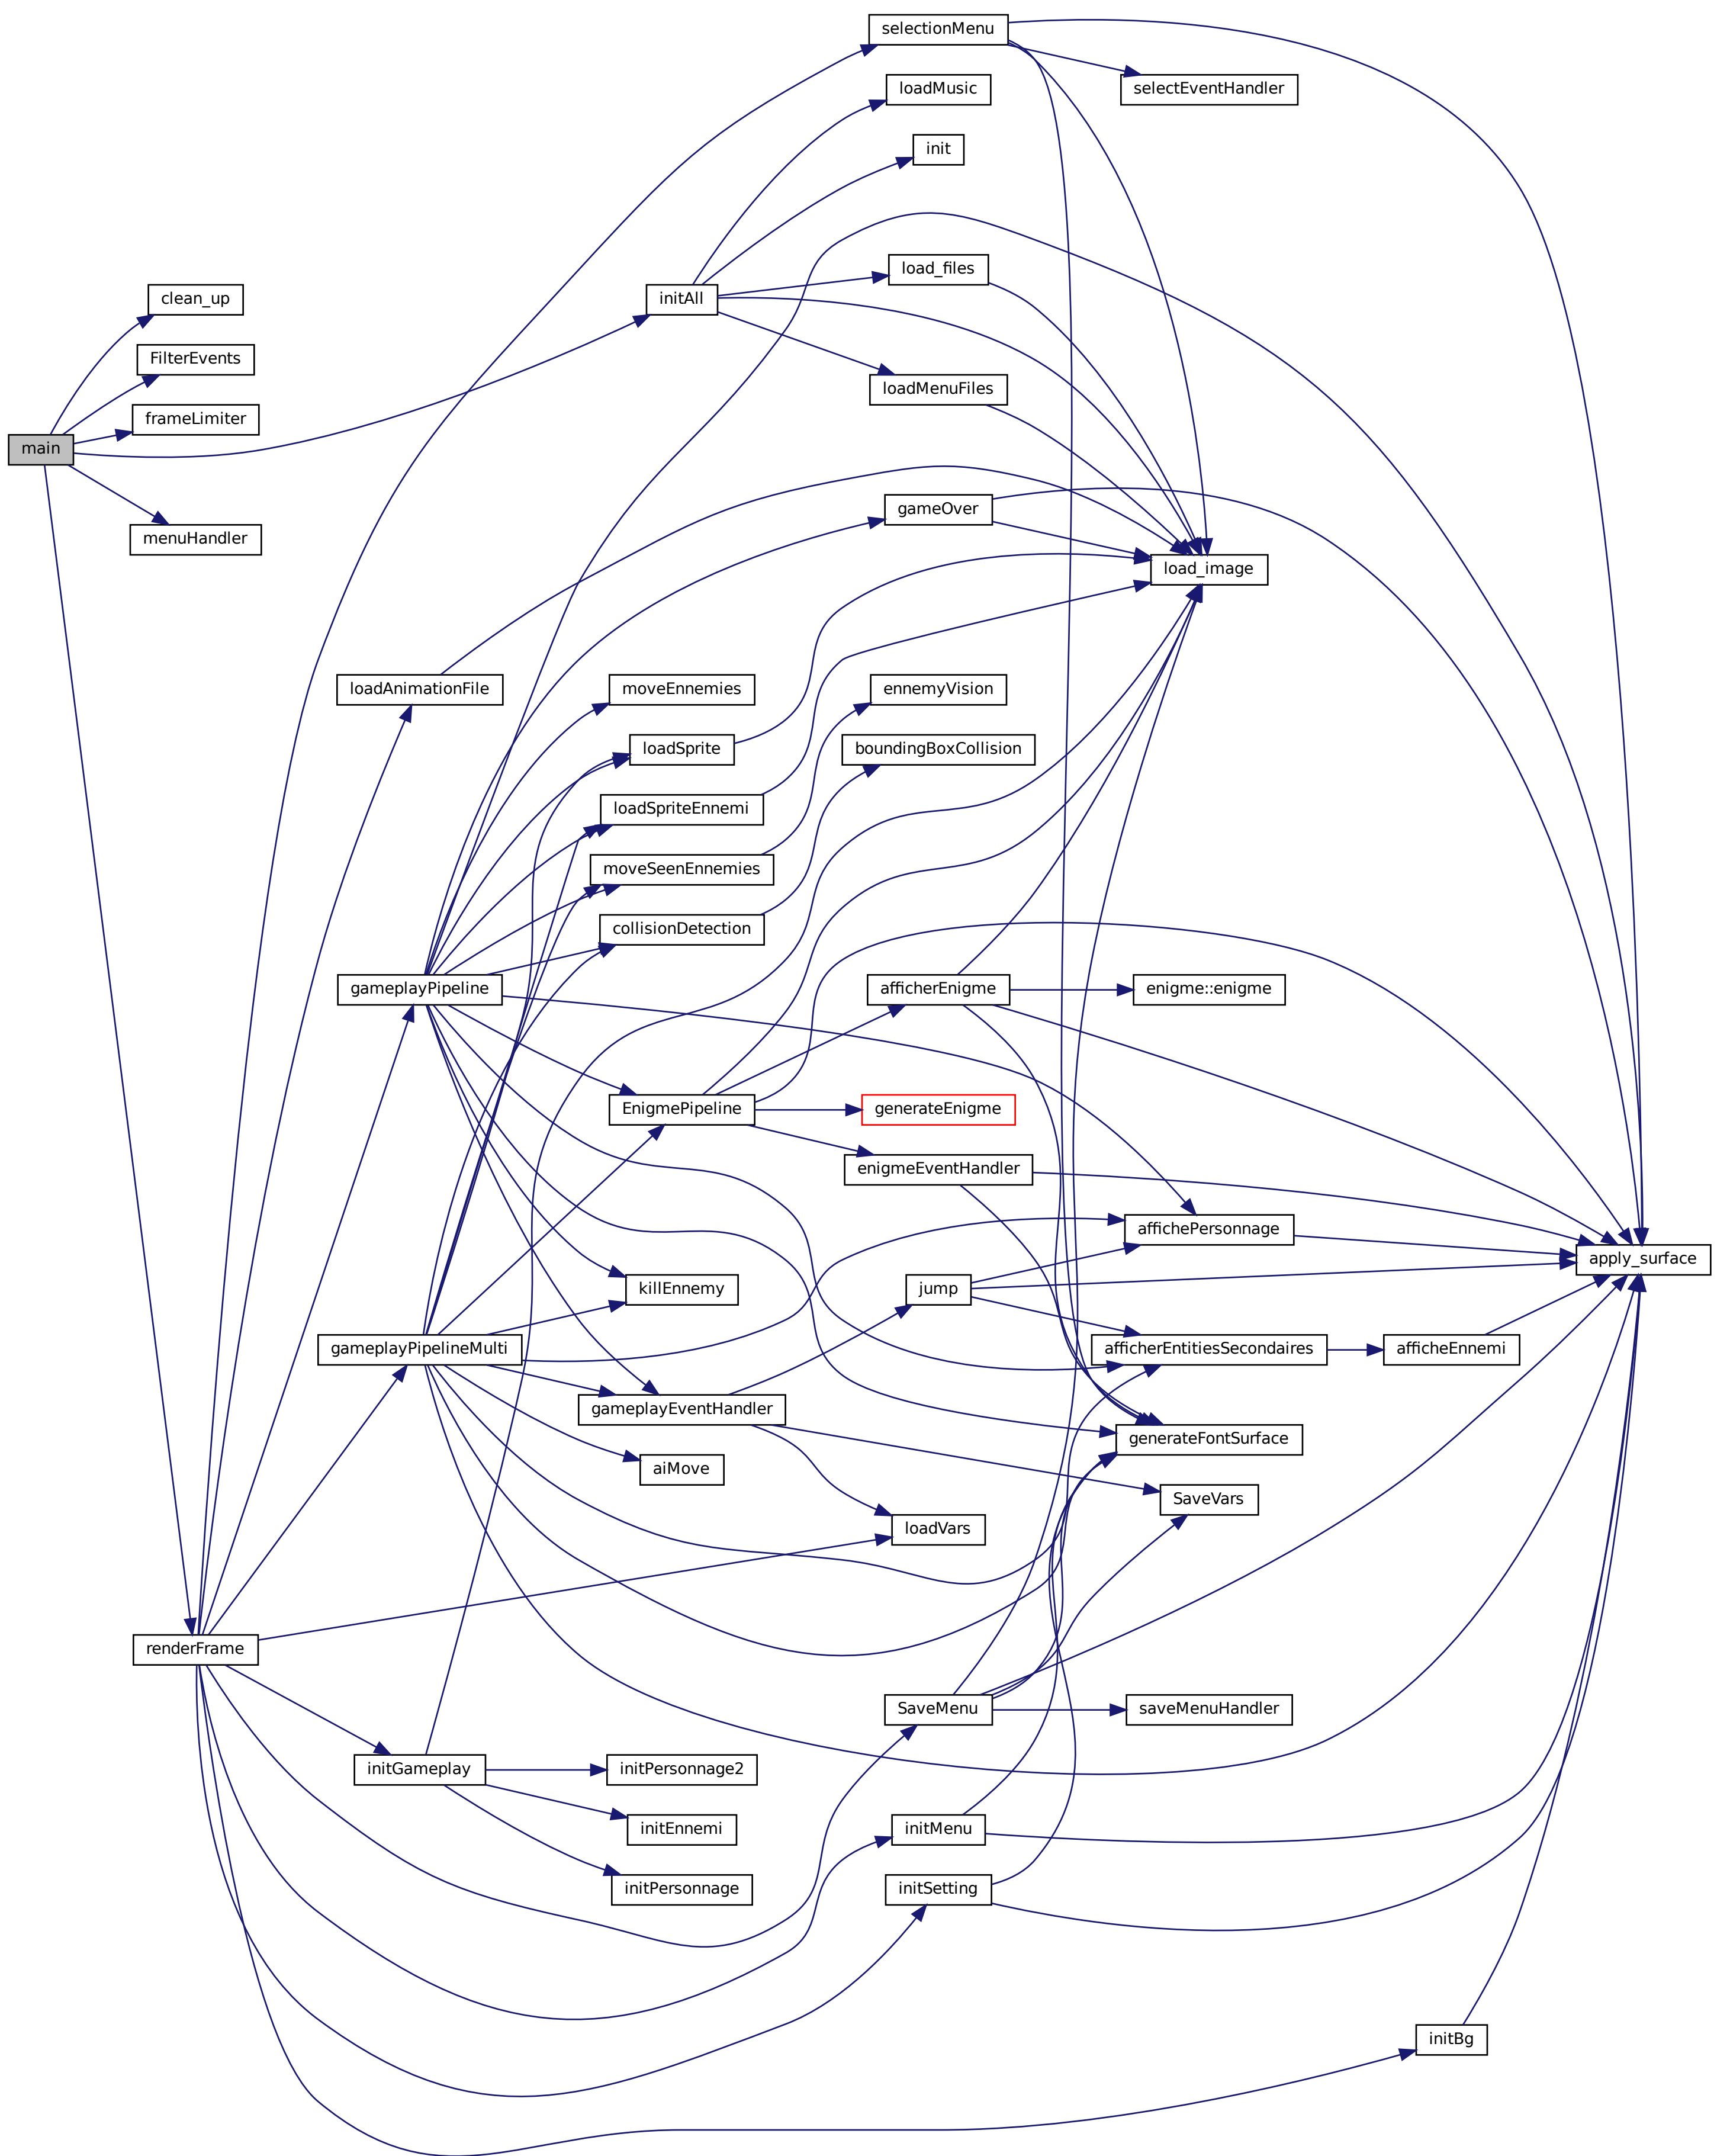 selectionMenu
loadMusic
selectEventHandler
init
load_files
clean_up
initAll
FilterEvents
loadMenuFiles
frameLimiter
main
gameOver
menuHandler
load_image
loadAnimationFile
moveEnnemies
ennemyVision
loadSprite
boundingBoxCollision
loadSpriteEnnemi
moveSeenEnnemies
collisionDetection
gameplayPipeline
afficherEnigme
enigme::enigme
EnigmePipeline
generateEnigme
enigmeEventHandler
affichePersonnage
apply_surface
killEnnemy
jump
gameplayPipelineMulti
afficherEntitiesSecondaires
afficheEnnemi
gameplayEventHandler
generateFontSurface
aiMove
SaveVars
loadVars
renderFrame
SaveMenu
saveMenuHandler
initGameplay
initPersonnage2
initEnnemi
initMenu
initPersonnage
initSetting
initBg